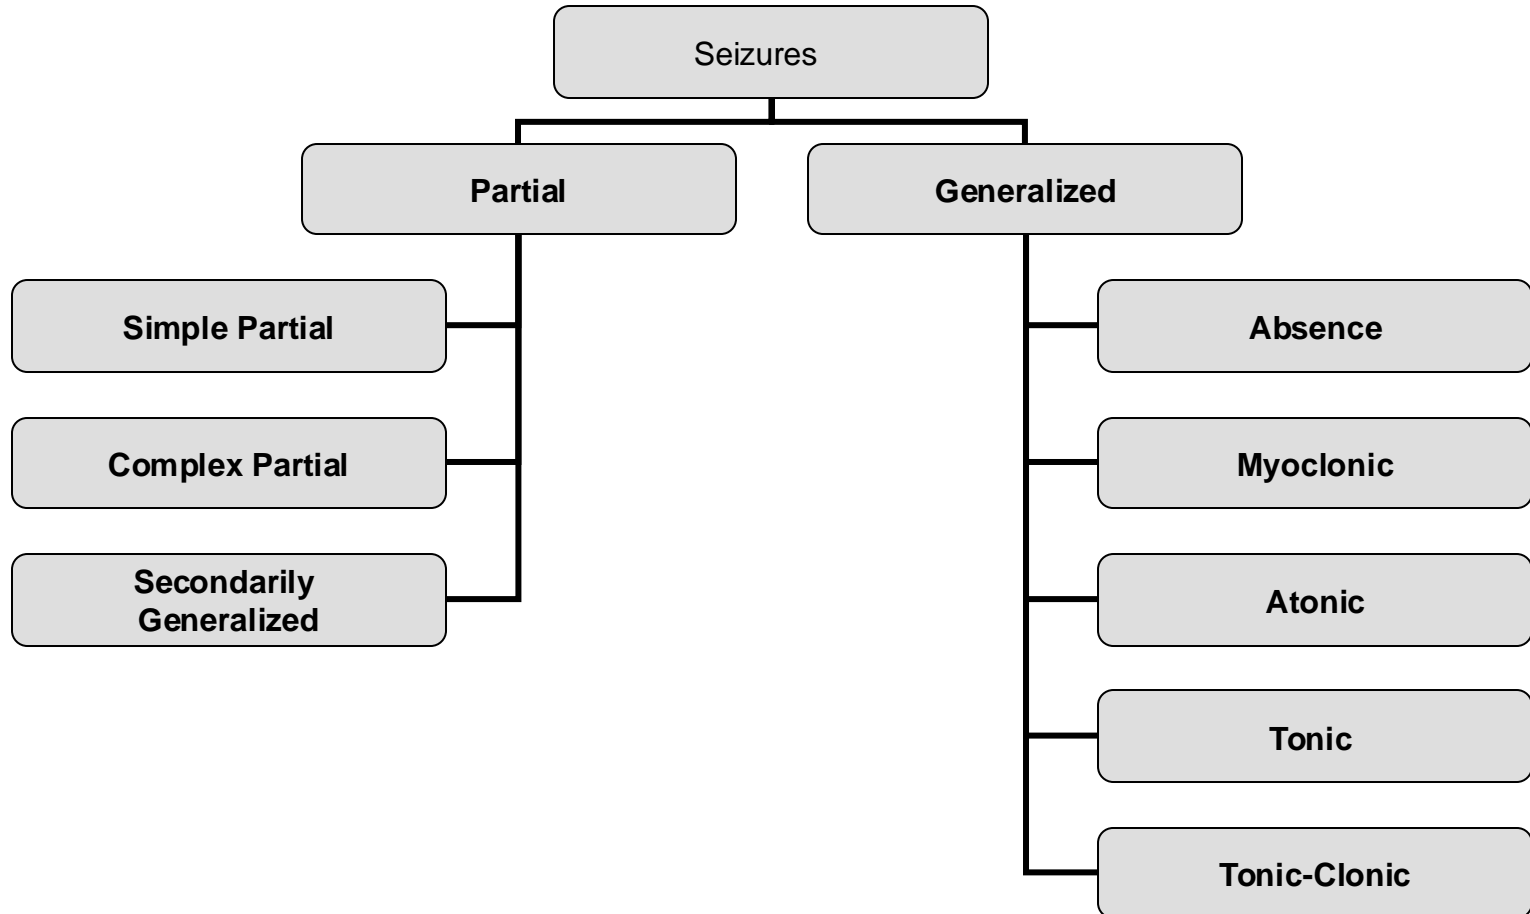 Seizures
Partial
Generalized
Simple Partial
Absence
Complex Partial
Myoclonic
Secondarily
Generalized
Atonic
Tonic
Tonic-Clonic